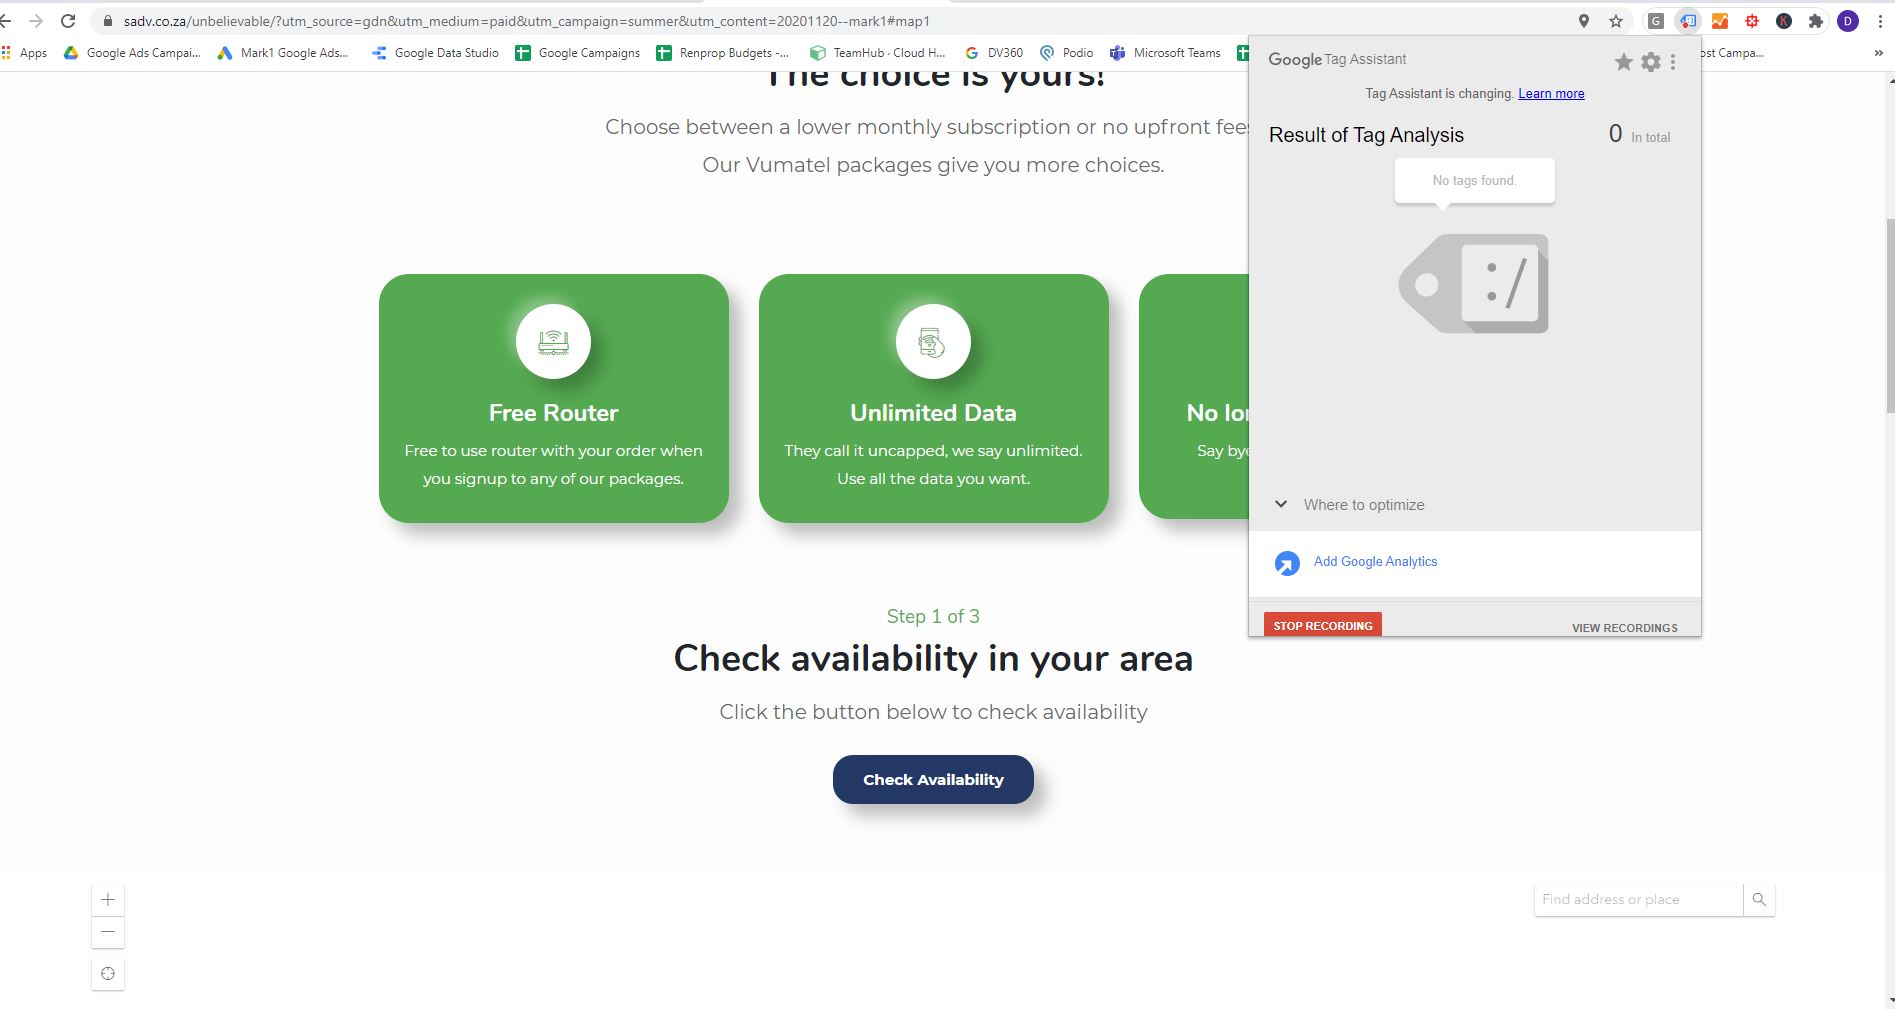 sadv.co.za/unbelievable/?utm_source=gdn&utm_medium=paid&utm_campaign=summer&utm_content=20201120--mark1#map1
G
K
D
Apps
Google Ads Campai...
Mark1 Google Ads...
Google Data Studio
Google Campaigns
Renprop Budgets -...
TeamHub · Cloud H...
DV360
Podio
Microsoft Teams
ost Campa...
»
The choice is yours!
Choose between a lower monthly subscription or no upfront fees
Our Vumatel packages give you more choices.
Free Router
Free to use router with your order when
you signup to any of our packages.
Unlimited Data
They call it uncapped, we say unlimited.
Use all the data you want.
No lon
Say bye
Step 1 of 3
Check availability in your area
Click the button below to check availability
Check Availability
+
−
Find address or place
Google Tag Assistant
Tag Assistant is changing. Learn more
Result of Tag Analysis
0 In total
No tags found.
:/
Where to optimize
Add Google Analytics
STOP RECORDING
VIEW RECORDINGS